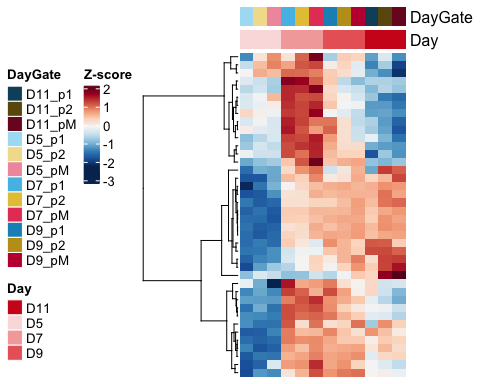 DayGate
Day
DayGate
D11_p1
D11_p2
D11_pM
D5_p1
D5_p2
D5_pM
D7_p1
D7_p2
D7_pM
D9_p1
D9_p2
D9_pM
Day
D11
D5
D7
D9
Z-score
2
1
0
-1
-2
-3